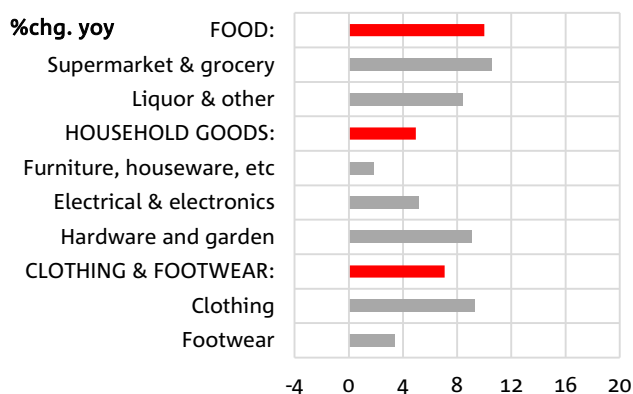 %chg. yoy
FOOD:
Supermarket & grocery
Liquor & other
HOUSEHOLD GOODS:
Furniture, houseware, etc
Electrical & electronics
Hardware and garden
CLOTHING & FOOTWEAR:
Clothing
Footwear
-4 0 4 8 12 16 20